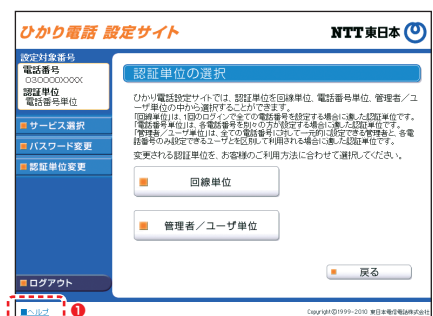 ひかり電話 設定サイト
NTT東日本
設定対象番号
電話番号
030000XXXX
認証単位
電話番号単位
サービス選択
パスワード変更
認証単位変更
ログアウト
ヘルプ
1
認証単位の選択
ひかり電話設定サイトでは、認証単位を回線単位、電話番号単位、管理者／ユ
ーザ単位の中から選択することができます。
「回線単位」は、1回のログインで全ての電話番号を設定する場合に適した認証単位です。
「電話番号単位」は、各電話番号を別々の方が設定する場合に適した認証単位です。
「管理者／ユーザ単位」は、全ての電話番号に対して一元的に設定できる管理者と、各電
話番号のみ設定できるユーザとを区別して利用される場合に適した認証単位です。
変更される認証単位を、お客様のご利用方法に合わせて選択してください。
回線単位
管理者／ユーザ単位
戻る
Copyright©1999-2010 東日本電信電話株式会社